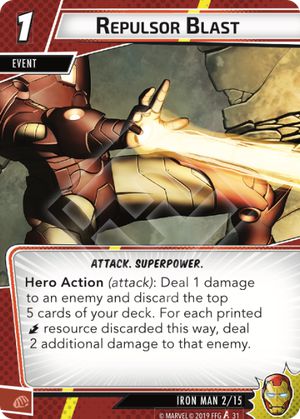 1
REPULSOR BLAST
EVENT
ATTACK. SUPERPOWER.
Hero Action (attack): Deal 1 damage
to an enemy and discard the top
5 cards of your deck. For each printed
resource discarded this way, deal
2 additional damage to that enemy.
IRON MAN 2/15
© MARVEL © 2019 FFG A 31